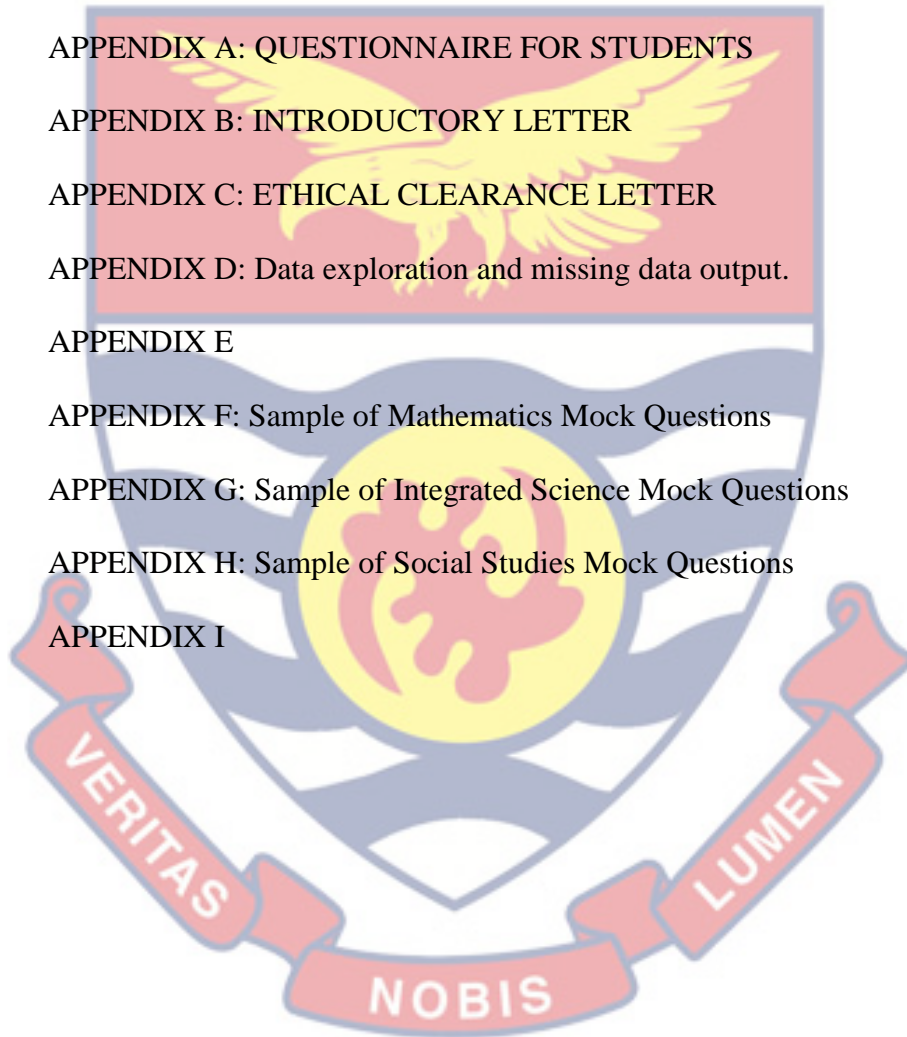 APPENDIX A: QUESTIONNAIRE FOR STUDENTS
APPENDIX B: INTRODUCTORY LETTER
APPENDIX C: ETHICAL CLEARANCE LETTER
APPENDIX D: Data exploration and missing data output.
APPENDIX E
APPENDIX F: Sample of Mathematics Mock Questions
APPENDIX G: Sample of Integrated Science Mock Questions
APPENDIX H: Sample of Social Studies Mock Questions
APPENDIX I
VERITAS
NOBIS
LUMEN